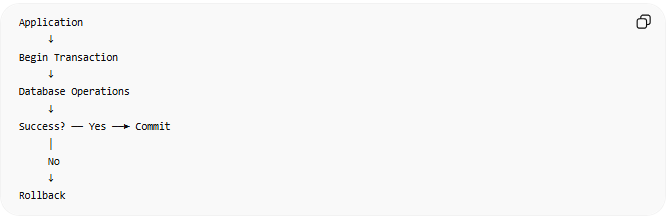 Application
↓
Begin Transaction
↓
Database Operations
↓
Success? ── Yes ──► Commit
│
No
↓
Rollback